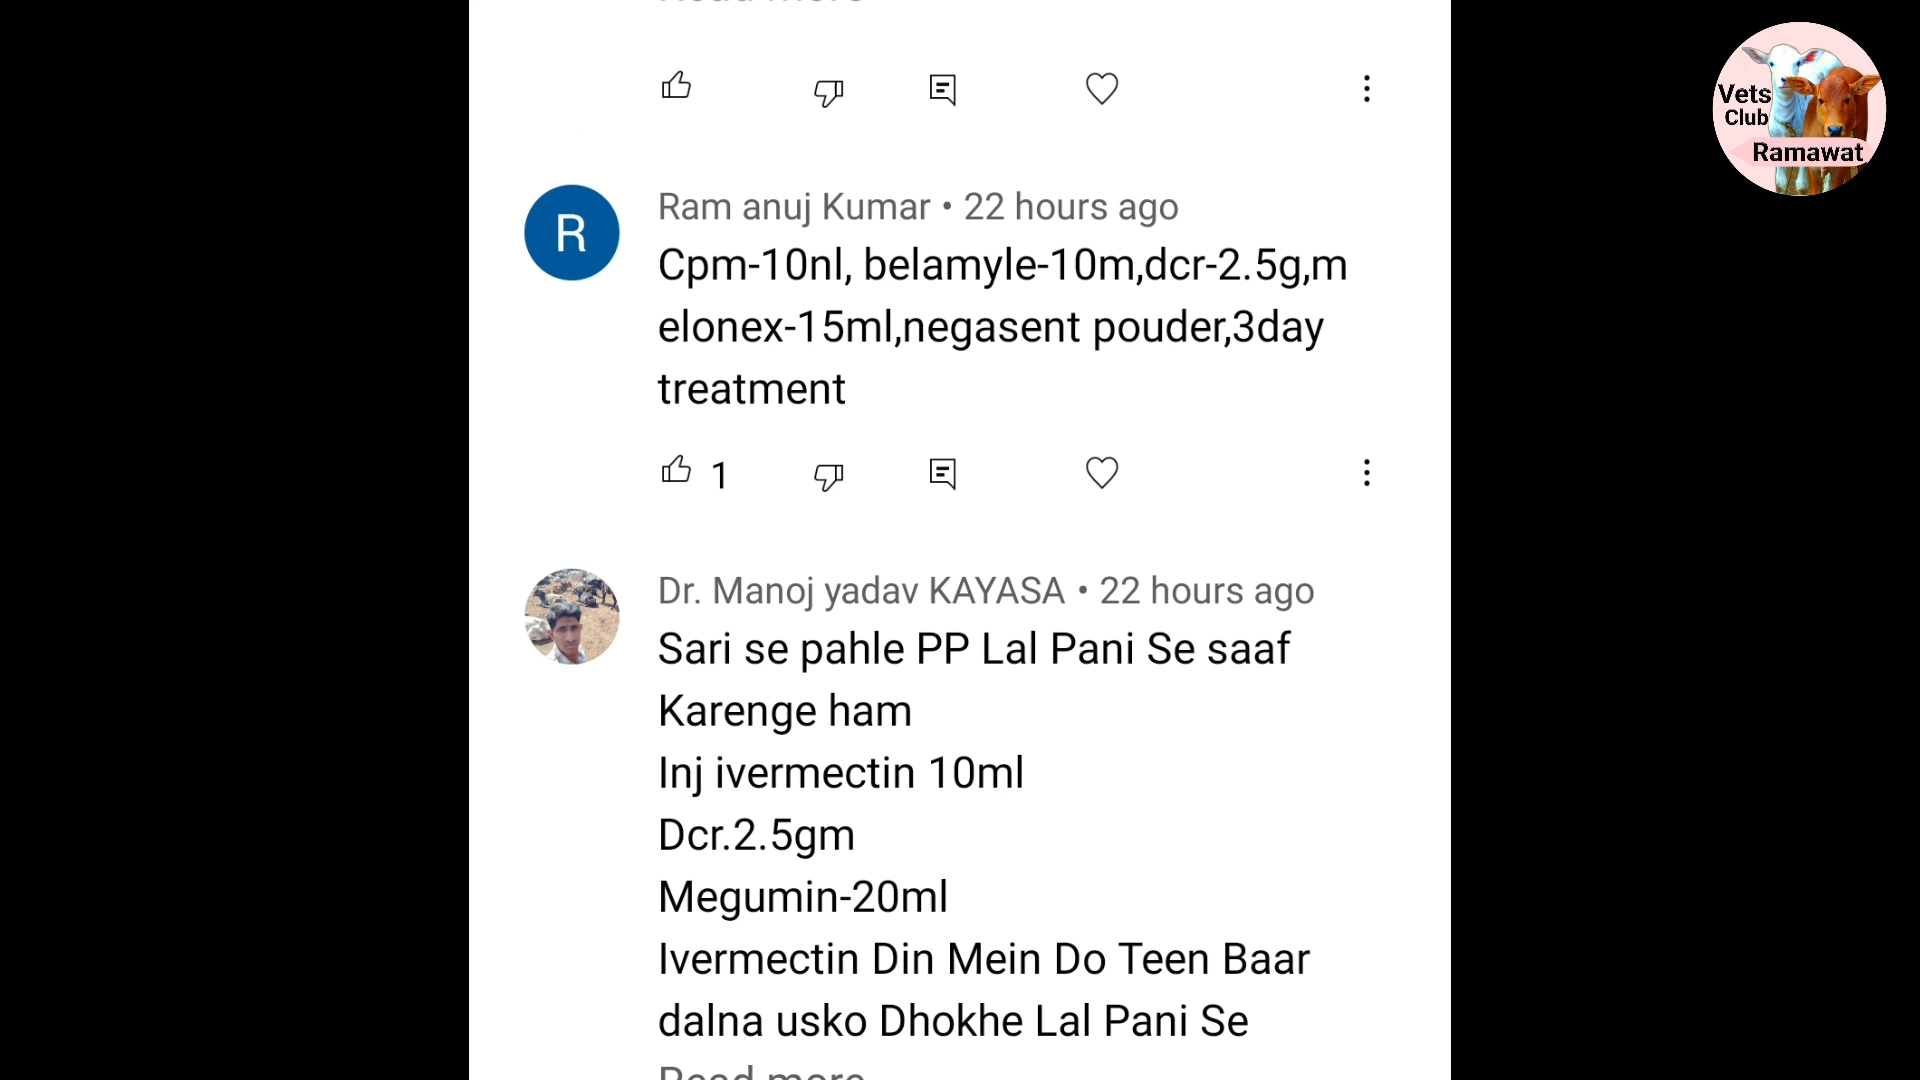 Read more
Vets
Club
Ramawat
R
Ram anuj Kumar • 22 hours ago
Cpm-10nl, belamyle-10m,dcr-2.5g,m
elonex-15ml,negasent pouder,3day
treatment
1
Dr. Manoj yadav KAYASA • 22 hours ago
Sari se pahle PP Lal Pani Se saaf
Karenge ham
Inj ivermectin 10ml
Dcr.2.5gm
Megumin-20ml
Ivermectin Din Mein Do Teen Baar
dalna usko Dhokhe Lal Pani Se
Read more